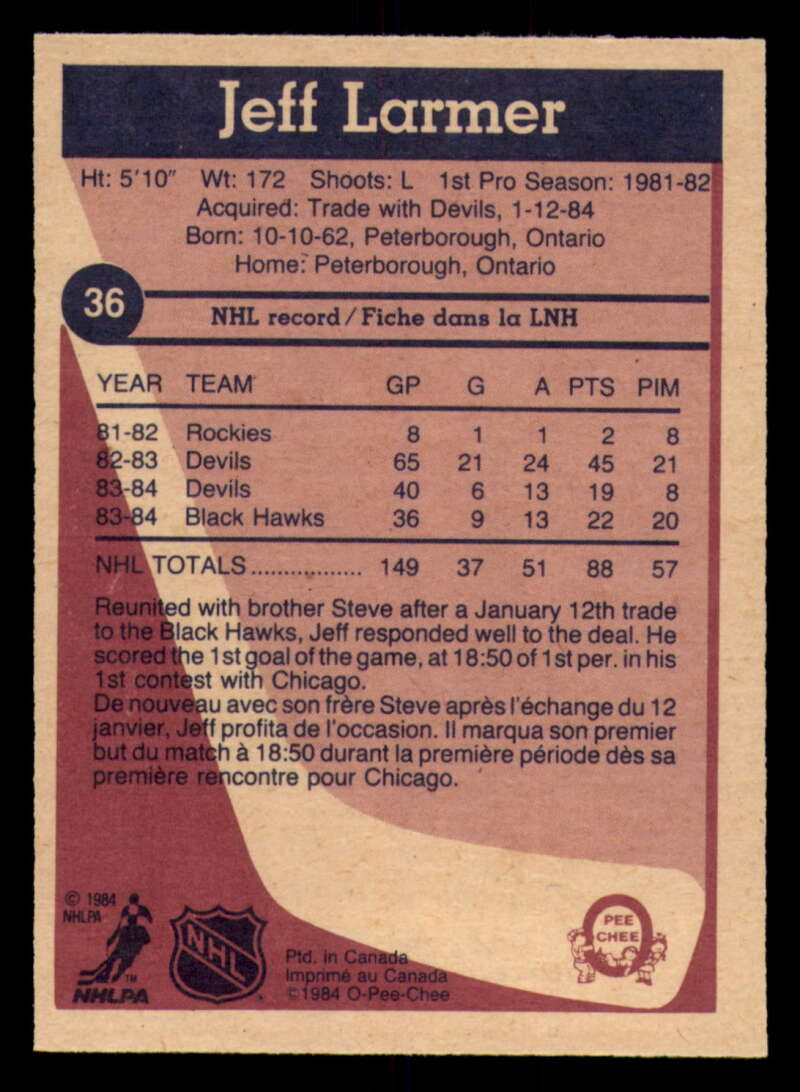 Jeff Larmer
Ht: 5'10" Wt: 172 Shoots: L 1st Pro Season: 1981-82
Acquired: Trade with Devils, 1-12-84
Born: 10-10-62, Peterborough, Ontario
Home: Peterborough, Ontario
36
NHL record/Fiche dans la LNH
YEAR TEAM GP G A PTS PIM
81-82 Rockies 8 1 1 2 8
82-83 Devils 65 21 24 45 21
83-84 Devils 40 6 13 19 8
83-84 Black Hawks 36 9 13 22 20
NHL TOTALS................. 149 37 51 88 57
Reunited with brother Steve after a January 12th trade
to the Black Hawks, Jeff responded well to the deal. He
scored the 1st goal of the game, at 18:50 of 1st per. in his
1st contest with Chicago.
De nouveau avec son frère Steve après l'échange du 12
janvier, Jeff profita de l'occasion. Il marqua son premier
but du match à 18:50 durant la première période dès sa
première rencontre pour Chicago.
© 1984
NHLPA
TM
NHLPA
NHL
Ptd. in Canada
Imprimé au Canada
©1984 O-Pee-Chee
PEE
CHEE